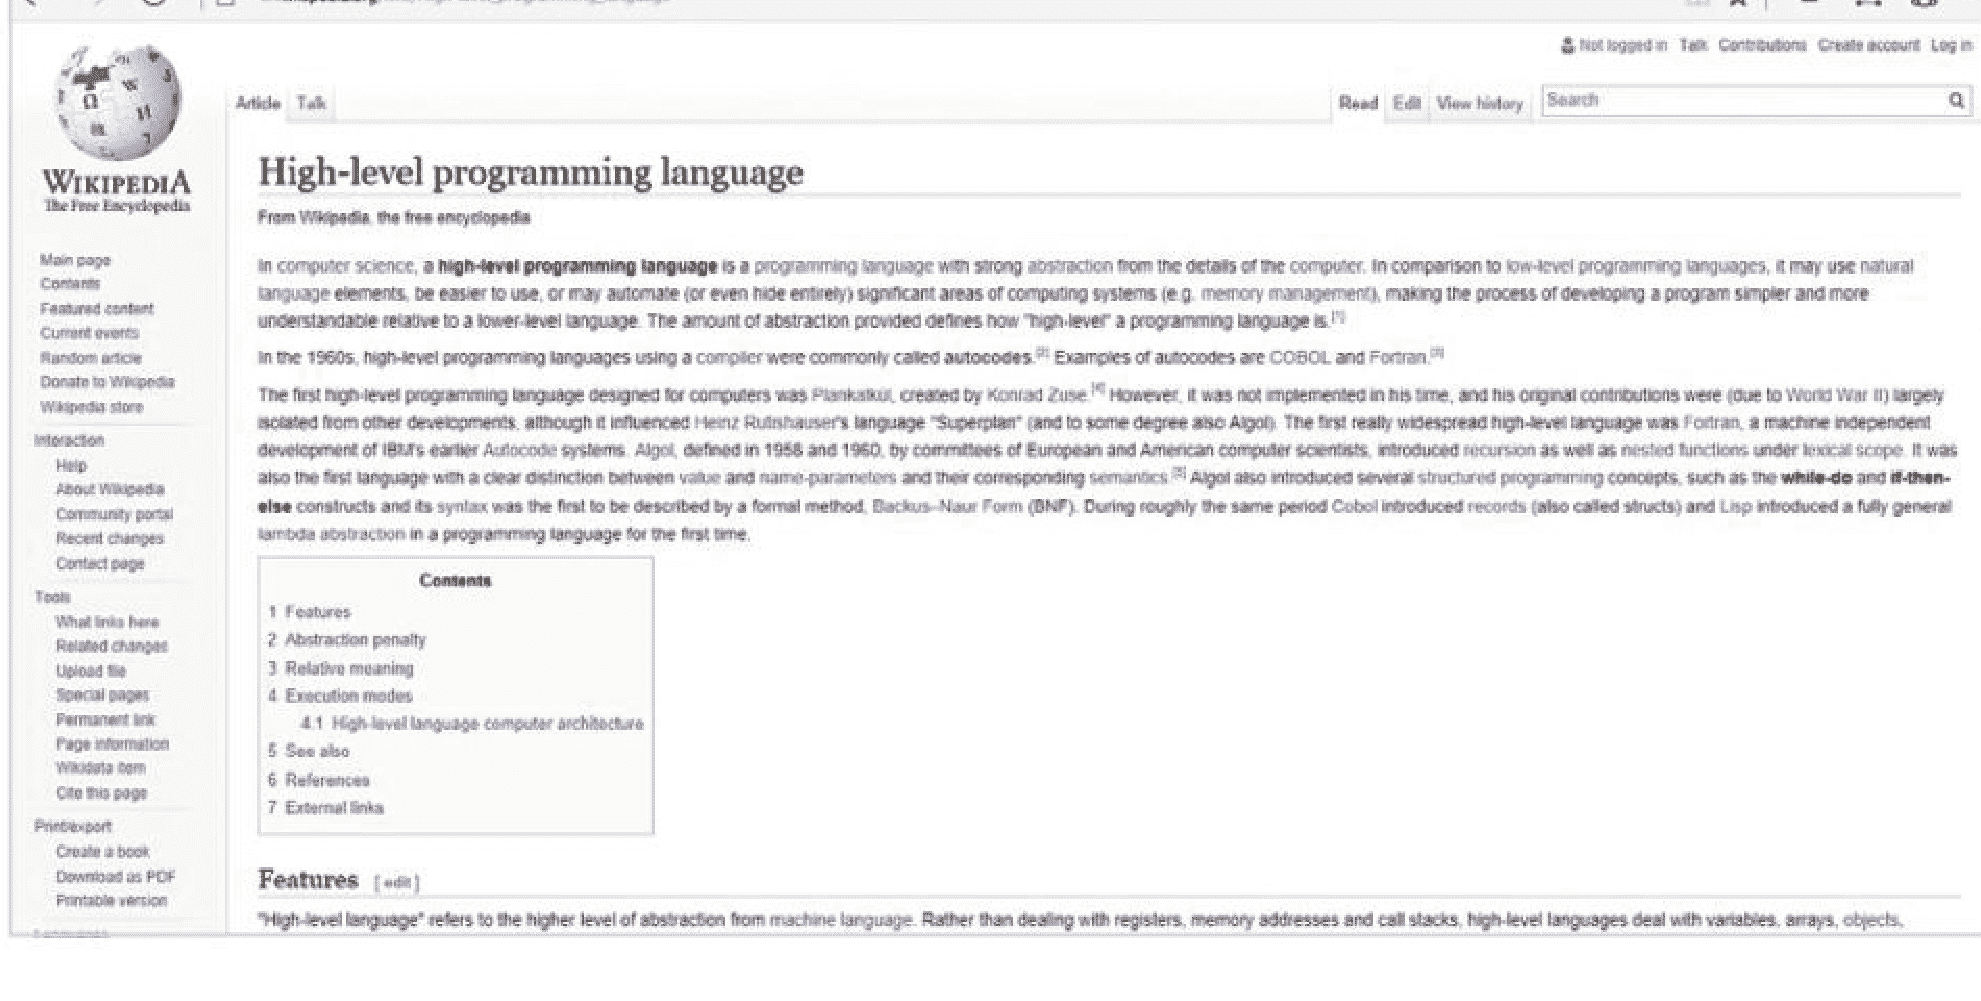 Not logged in Talk Contributions Create account Log in
Article Talk
Read Edit View history Search
WIKIPEDIA
The Free Encyclopedia
Main page
Contents
Featured content
Current events
Random article
Donate to Wikipedia
Wikipedia store
Interaction
Help
About Wikipedia
Community portal
Recent changes
Contact page
Tools
What links here
Related changes
Upload file
Special pages
Permanent link
Page information
Wikidata item
Cite this page
Print/export
Create a book
Download as PDF
Printable version
High-level programming language
From Wikipedia, the free encyclopedia
In computer science, a high-level programming language is a programming language with strong abstraction from the details of the computer. In comparison to low-level programming languages, it may use natural
language elements, be easier to use, or may automate (or even hide entirely) significant areas of computing systems (e.g. memory management), making the process of developing a program simpler and more
understandable relative to a lower-level language. The amount of abstraction provided defines how "high-level" a programming language is.[1]
In the 1960s, high-level programming languages using a compiler were commonly called autocodes.[2] Examples of autocodes are COBOL and Fortran.[3]
The first high-level programming language designed for computers was Plankalkül, created by Konrad Zuse.[4] However, it was not implemented in his time, and his original contributions were (due to World War II) largely
isolated from other developments, although it influenced Heinz Rutishauser's language "Superplan" (and to some degree also Algol). The first really widespread high-level language was Fortran, a machine independent
development of IBM's earlier Autocode systems. Algol, defined in 1958 and 1960, by committees of European and American computer scientists, introduced recursion as well as nested functions under lexical scope. It was
also the first language with a clear distinction between value and name-parameters and their corresponding semantics.[5] Algol also introduced several structured programming concepts, such as the while-do and if-then-
else constructs and its syntax was the first to be described by a formal method, Backus–Naur Form (BNF). During roughly the same period Cobol introduced records (also called structs) and Lisp introduced a fully general
lambda abstraction in a programming language for the first time.
Contents
1 Features
2 Abstraction penalty
3 Relative meaning
4 Execution modes
4.1 High-level language computer architecture
5 See also
6 References
7 External links
Features [ edit ]
"High-level language" refers to the higher level of abstraction from machine language. Rather than dealing with registers, memory addresses and call stacks, high-level languages deal with variables, arrays, objects,